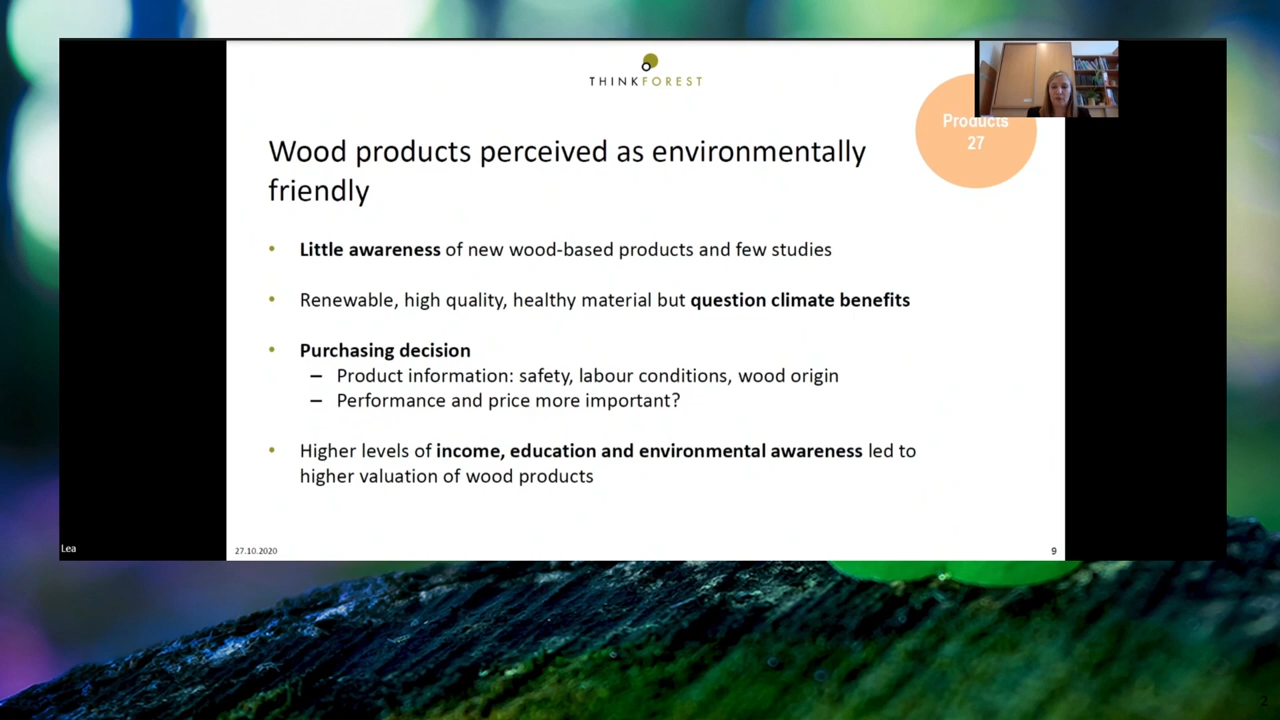 THINKFOREST
Products
27
Wood products perceived as environmentally
friendly
• Little awareness of new wood-based products and few studies
• Renewable, high quality, healthy material but question climate benefits
• Purchasing decision
– Product information: safety, labour conditions, wood origin
– Performance and price more important?
• Higher levels of income, education and environmental awareness led to
higher valuation of wood products
Lea
27.10.2020
9
2